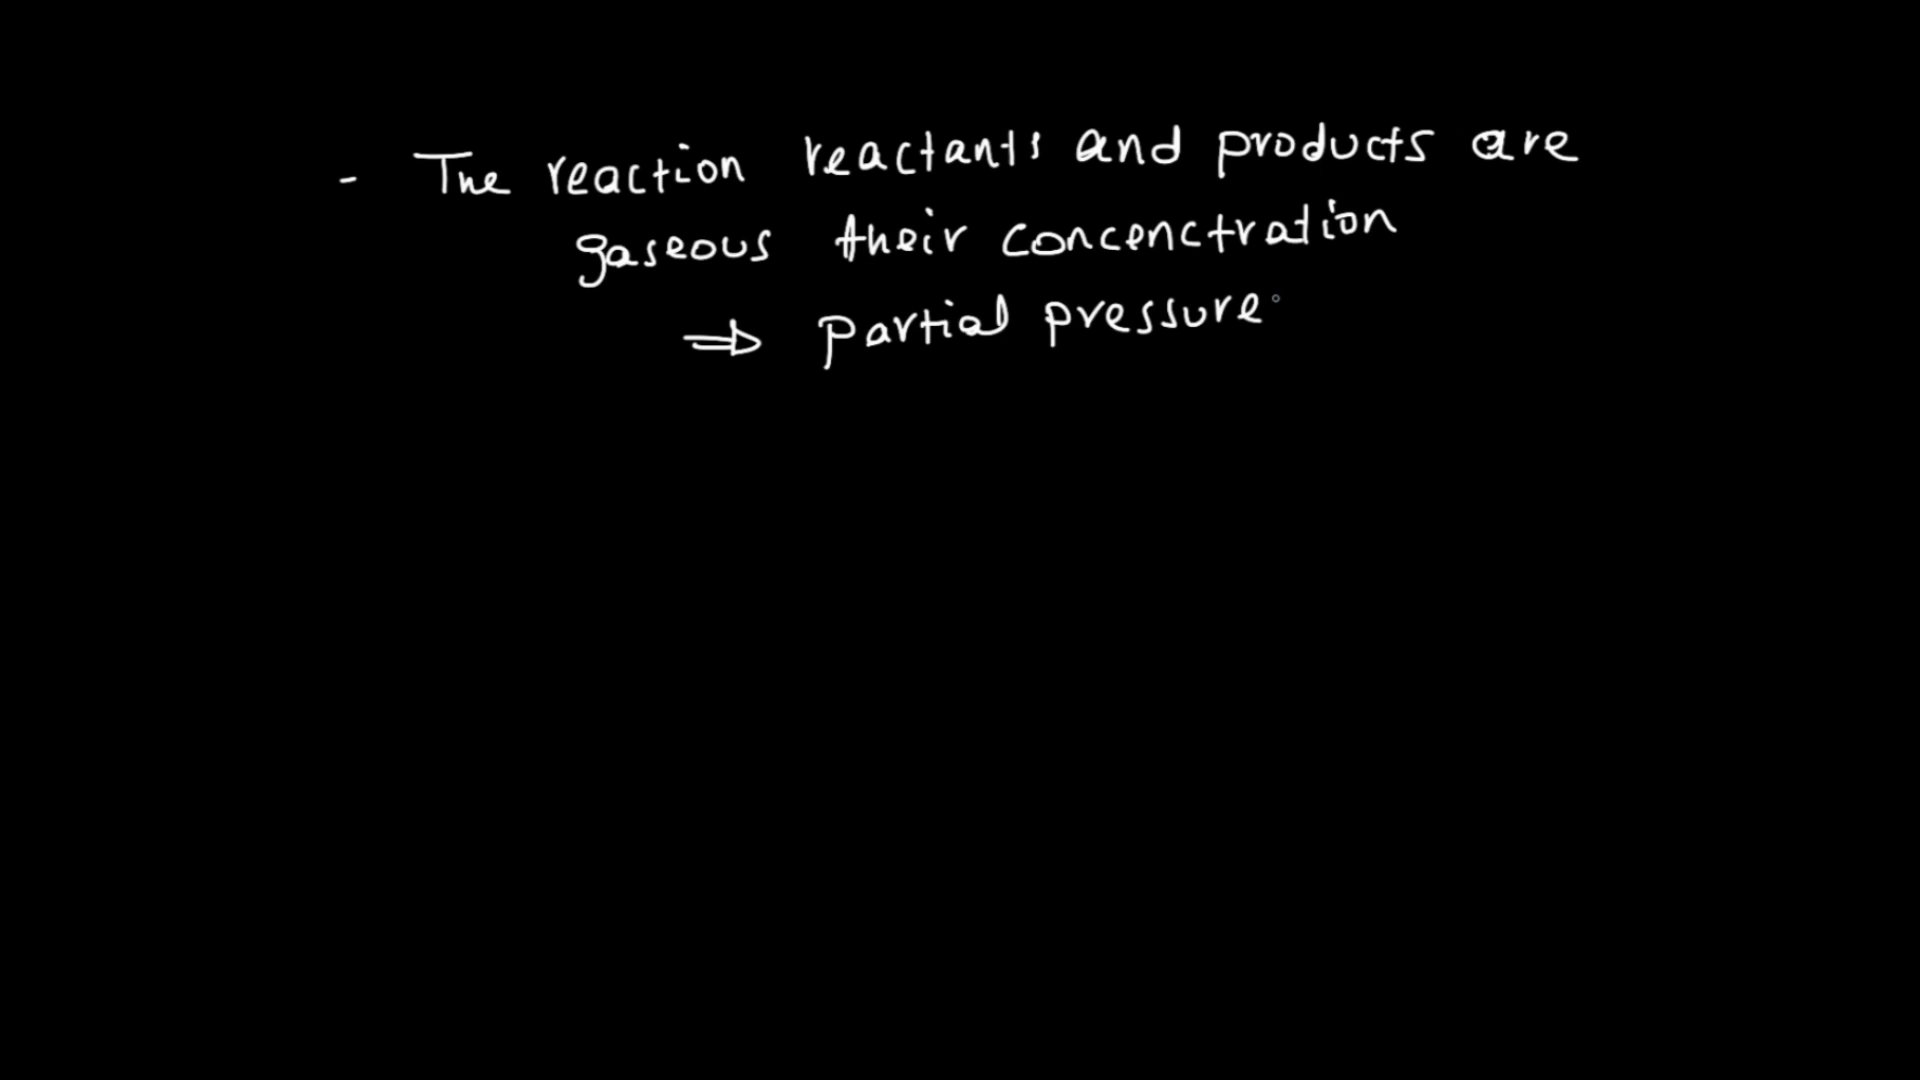 - The reaction reactants and products are
gaseous their concenctration
⇒ partial pressure